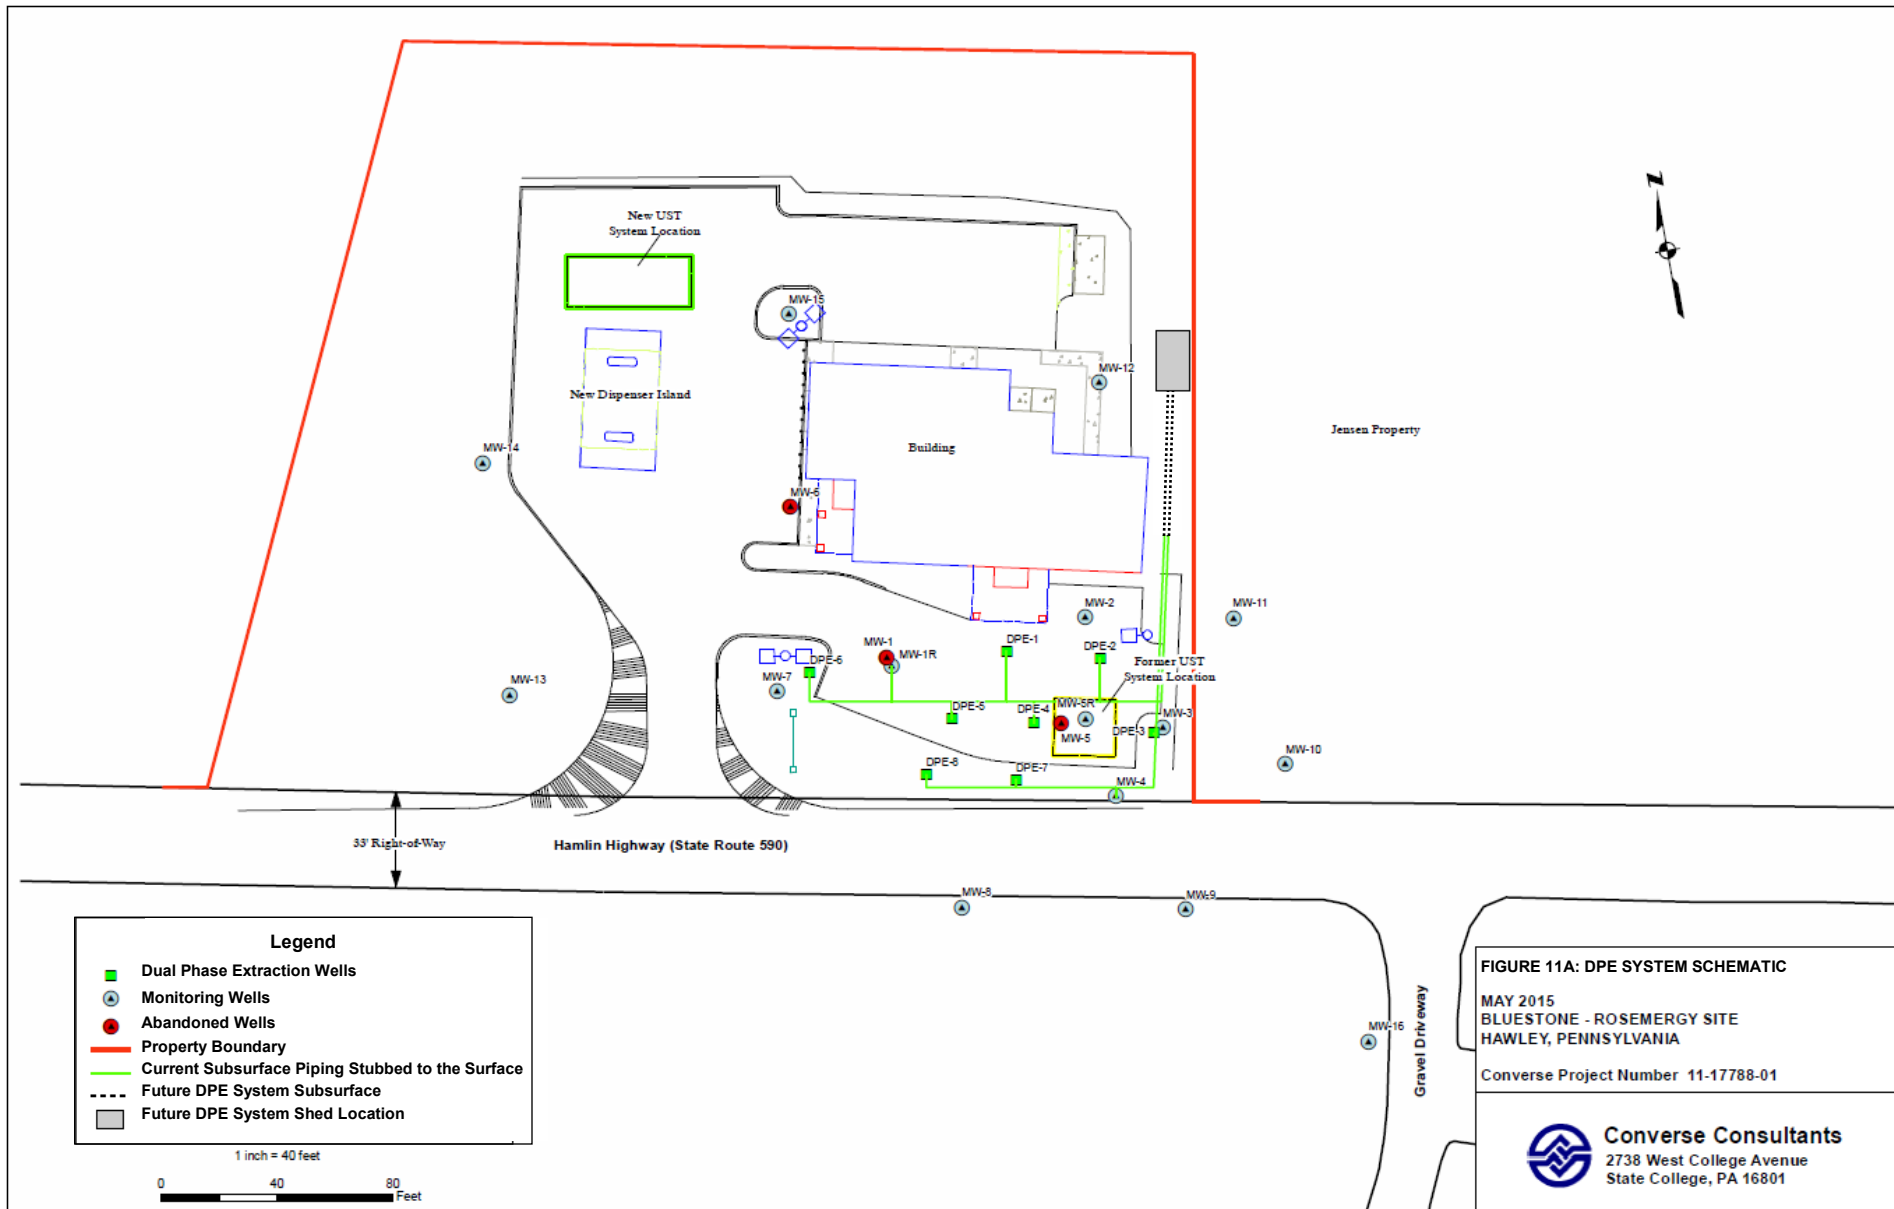 New UST
System Location
MW-15
MW-12
New Dispenser Island
Jensen Property
Building
MW-14
MW-6
MW-2
MW-11
DPE-1
DPE-2
MW-1
MW-1R
DPE-6
Former UST
System Location
MW-7
MW-13
DPE-5
DPE-4
MW-5R
MW-5
DPE-3
MW-3
MW-10
DPE-8
DPE-7
MW-4
33' Right-of-Way
Hamlin Highway (State Route 590)
MW-8
MW-9
MW-16
Gravel Driveway
Z
Legend
Dual Phase Extraction Wells
Monitoring Wells
Abandoned Wells
Property Boundary
Current Subsurface Piping Stubbed to the Surface
Future DPE System Subsurface
Future DPE System Shed Location
1 inch = 40 feet
0 40 80
Feet
FIGURE 11A: DPE SYSTEM SCHEMATIC
MAY 2015
BLUESTONE - ROSEMERGY SITE
HAWLEY, PENNSYLVANIA
Converse Project Number 11-17788-01
Converse Consultants
2738 West College Avenue
State College, PA 16801